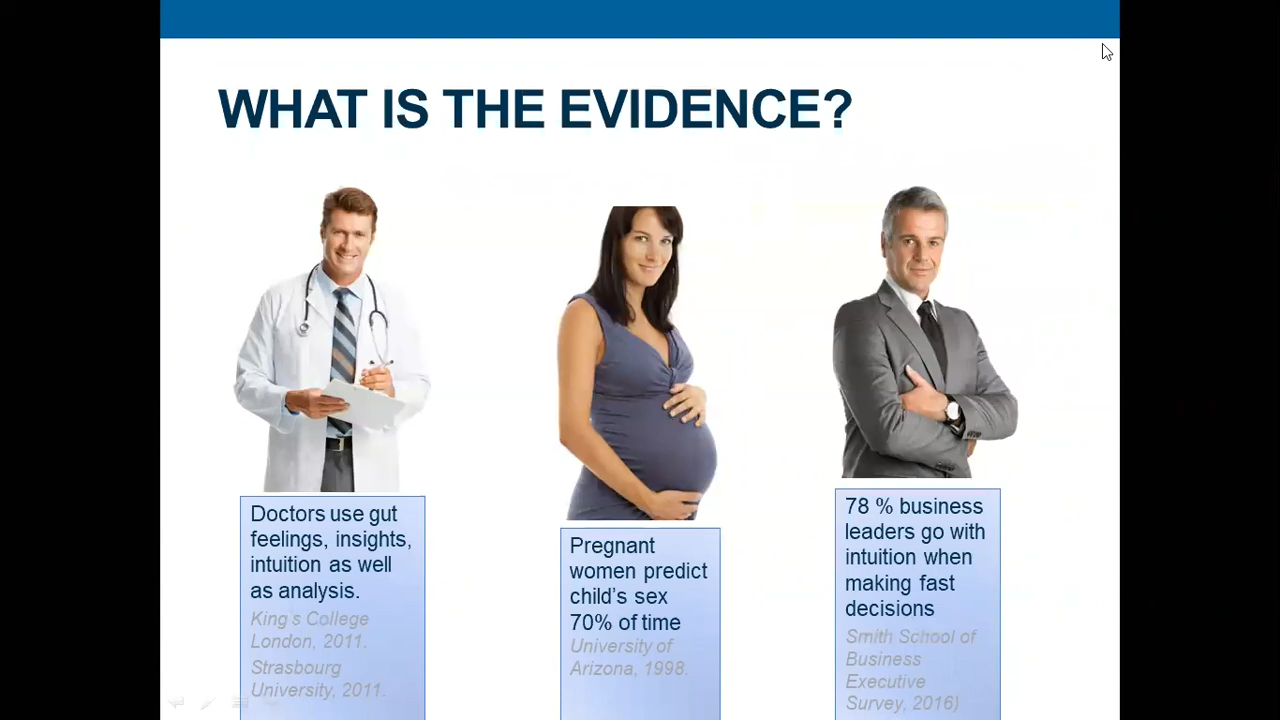 WHAT IS THE EVIDENCE?
Doctors use gut
feelings, insights,
intuition as well
as analysis.
King's College
London, 2011.
Strasbourg
University, 2011.
Pregnant
women predict
child's sex
70% of time
University of
Arizona, 1998.
78 % business
leaders go with
intuition when
making fast
decisions
Smith School of
Business
Executive
Survey, 2016)